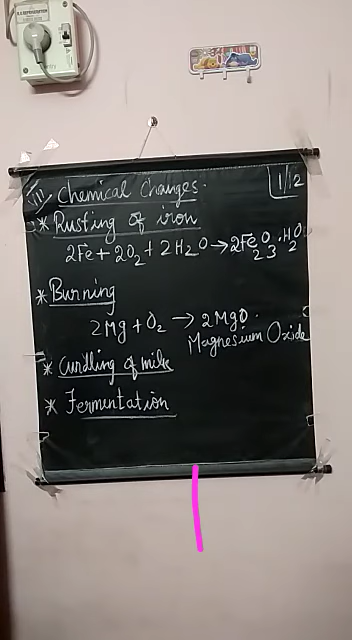 ii) Chemical Changes.
1/2
* Rusting of iron
2Fe + 2O2 + 2H2O → 2Fe2O3.H2O
* Burning
2Mg + O2 → 2MgO.
Magnesium Oxide
* Curdling of milk
* Fermentation